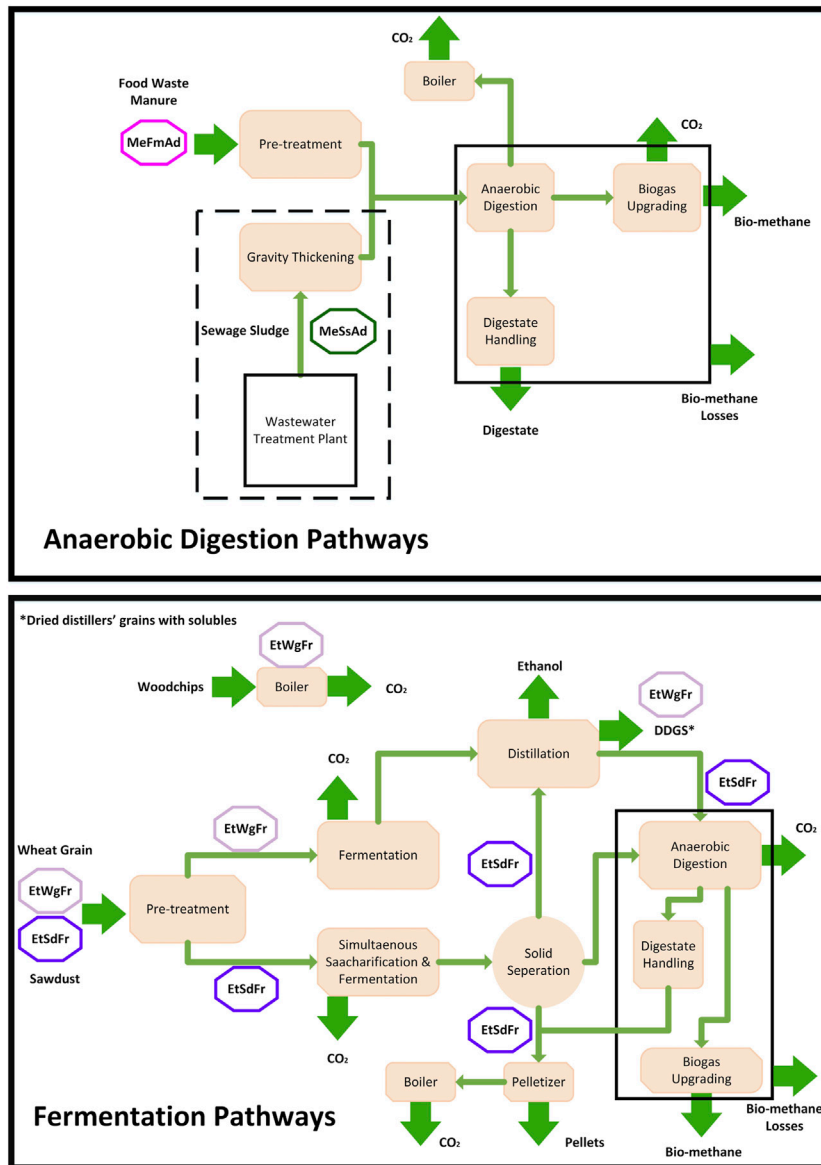 CO₂
Boiler
Food Waste
Manure
MeFmAd
Pre-treatment
CO₂
Anaerobic
Digestion
Biogas
Upgrading
Bio-methane
Gravity Thickening
Sewage Sludge
MeSsAd
Digestate
Handling
Bio-methane
Losses
Wastewater
Treatment Plant
Digestate
Anaerobic Digestion Pathways
*Dried distillers' grains with solubles
EtWgFr
Woodchips
Boiler
CO₂
Ethanol
EtWgFr
DDGS*
Distillation
CO₂
EtSdFr
EtWgFr
Fermentation
Wheat Grain
EtWgFr
EtSdFr
Sawdust
Pre-treatment
EtSdFr
Anaerobic
Digestion
CO₂
Simultaenous
Saacharification &
Fermentation
EtSdFr
Solid
Seperation
Digestate
Handling
CO₂
EtSdFr
Boiler
Pelletizer
Biogas
Upgrading
Bio-methane
Losses
CO₂
Pellets
Bio-methane
Fermentation Pathways